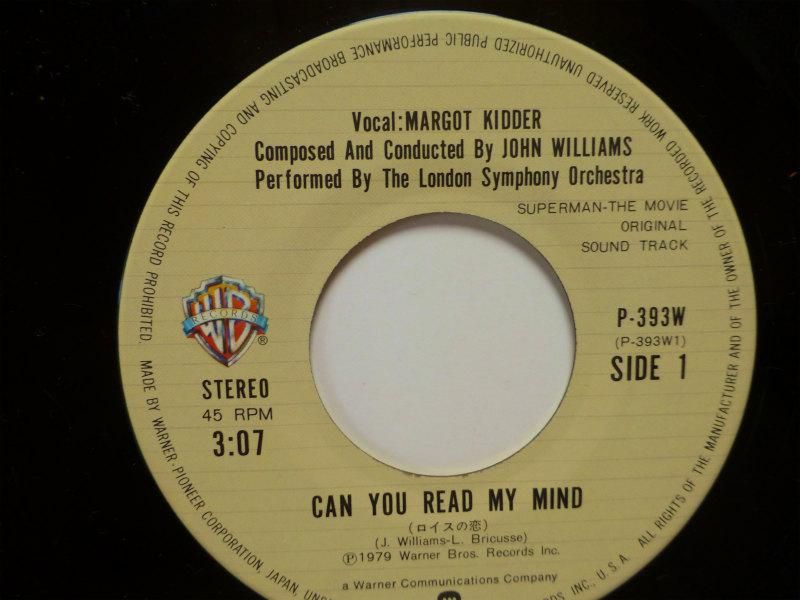 Vocal:MARGOT KIDDER
Composed And Conducted By JOHN WILLIAMS
Performed By The London Symphony Orchestra
SUPERMAN-THE MOVIE
ORIGINAL
SOUND TRACK
WB
RECORDS
®
STEREO
45 RPM
3:07
P-393W
(P-393W1)
SIDE 1
CAN YOU READ MY MIND
(ロイスの恋)
(J. Williams-L. Bricusse)
Ⓟ1979 Warner Bros. Records Inc.
a Warner Communications Company
ALL RIGHTS OF THE MANUFACTURER AND OF THE OWNER OF THE RECORDED WORK RESERVED UNAUTHORIZED PUBLIC PERFORMANCE BROADCASTING AND COPYING OF THIS RECORD PROHIBITED.
MADE BY WARNER-PIONEER CORPORATION, JAPAN, INC., U.S.A.